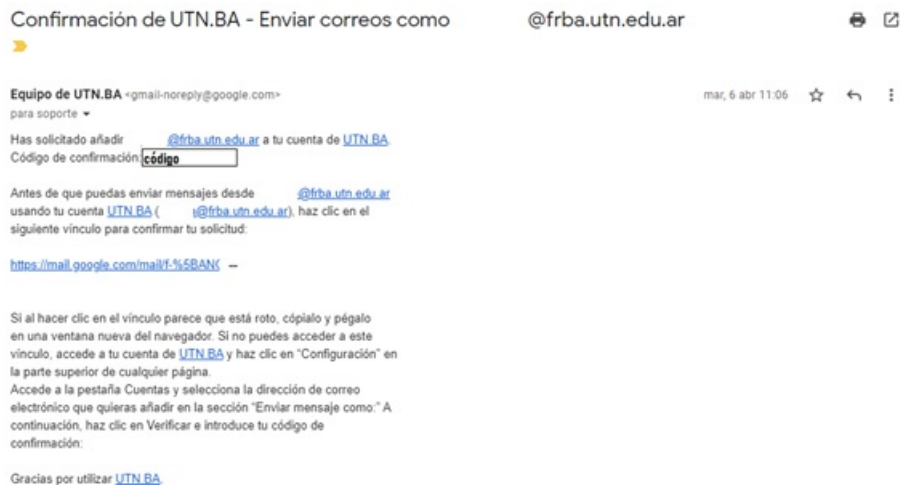 Confirmación de UTN.BA - Enviar correos como @frba.utn.edu.ar
Equipo de UTN.BA <gmail-noreply@google.com> mar, 6 abr 11:06
para soporte
Has solicitado añadir @frba.utn.edu.ar a tu cuenta de UTN.BA.
Código de confirmación: código
Antes de que puedas enviar mensajes desde @frba.utn.edu.ar
usando tu cuenta UTN.BA ( @frba.utn.edu.ar), haz clic en el
siguiente vínculo para confirmar tu solicitud:
https://mail.google.com/mail/f-%5BAN
Si al hacer clic en el vínculo parece que está roto, cópialo y pégalo
en una ventana nueva del navegador. Si no puedes acceder a este
vínculo, accede a tu cuenta de UTN.BA y haz clic en "Configuración" en
la parte superior de cualquier página.
Accede a la pestaña Cuentas y selecciona la dirección de correo
electrónico que quieras añadir en la sección "Enviar mensaje como:" A
continuación, haz clic en Verificar e introduce tu código de
confirmación:
Gracias por utilizar UTN.BA.